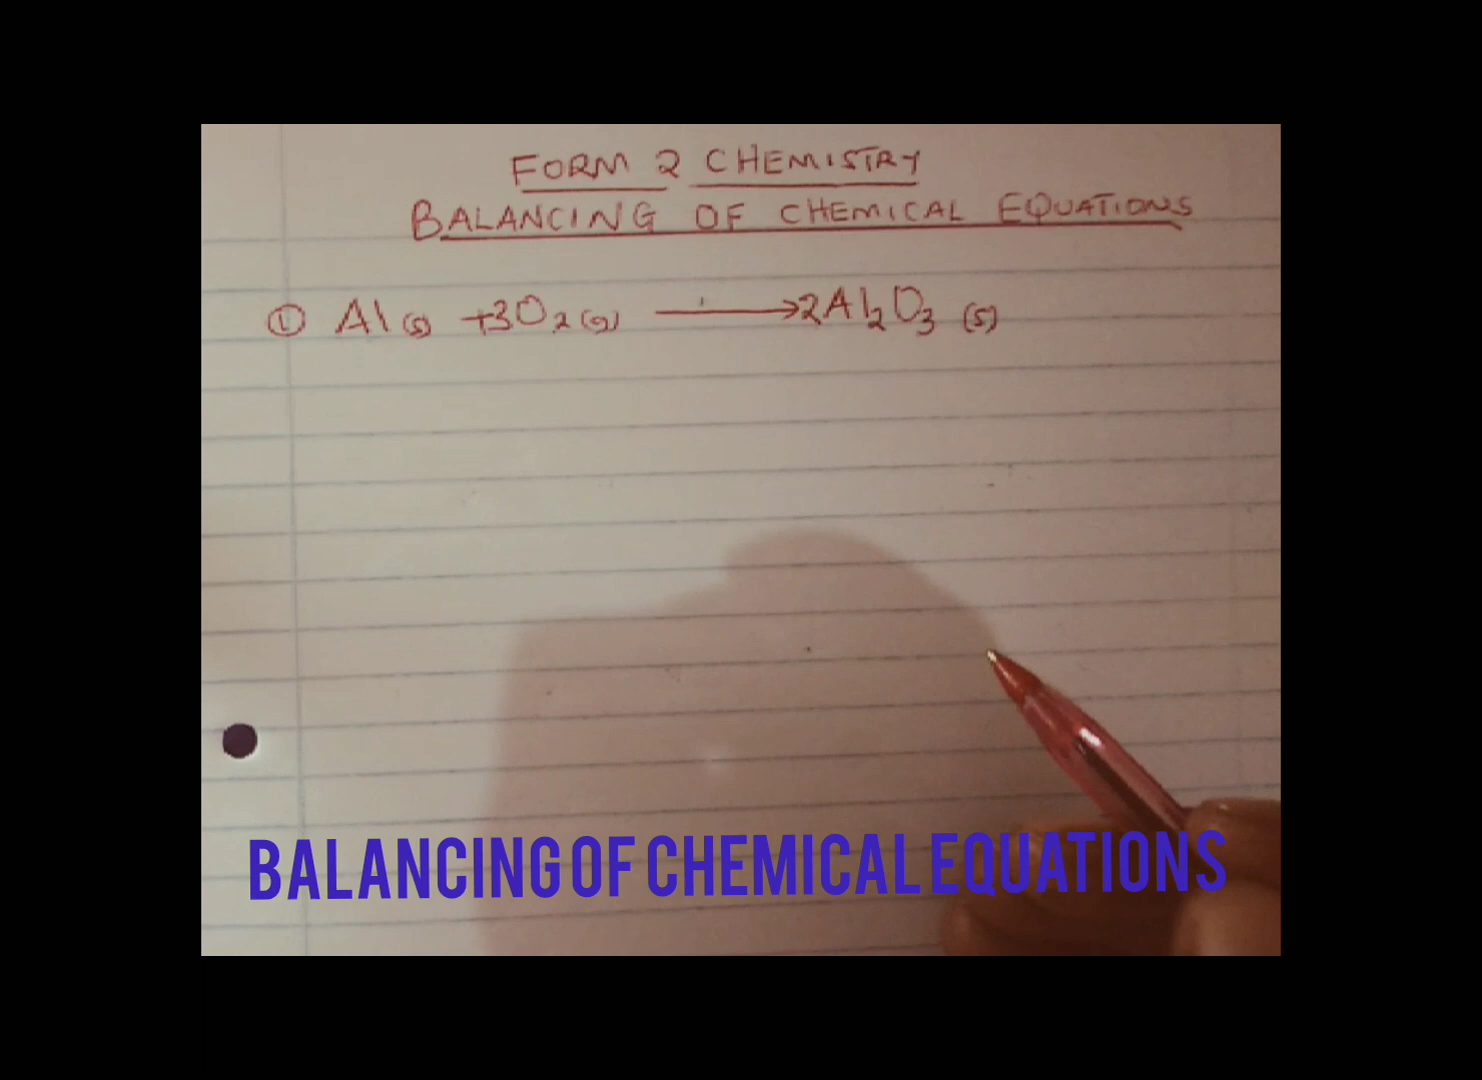 FORM 2 CHEMISTRY
BALANCING OF CHEMICAL EQUATIONS
① Al (s) + 3O₂ (g) ⟶ 2Al₂O₃ (s)
BALANCING OF CHEMICAL EQUATIONS